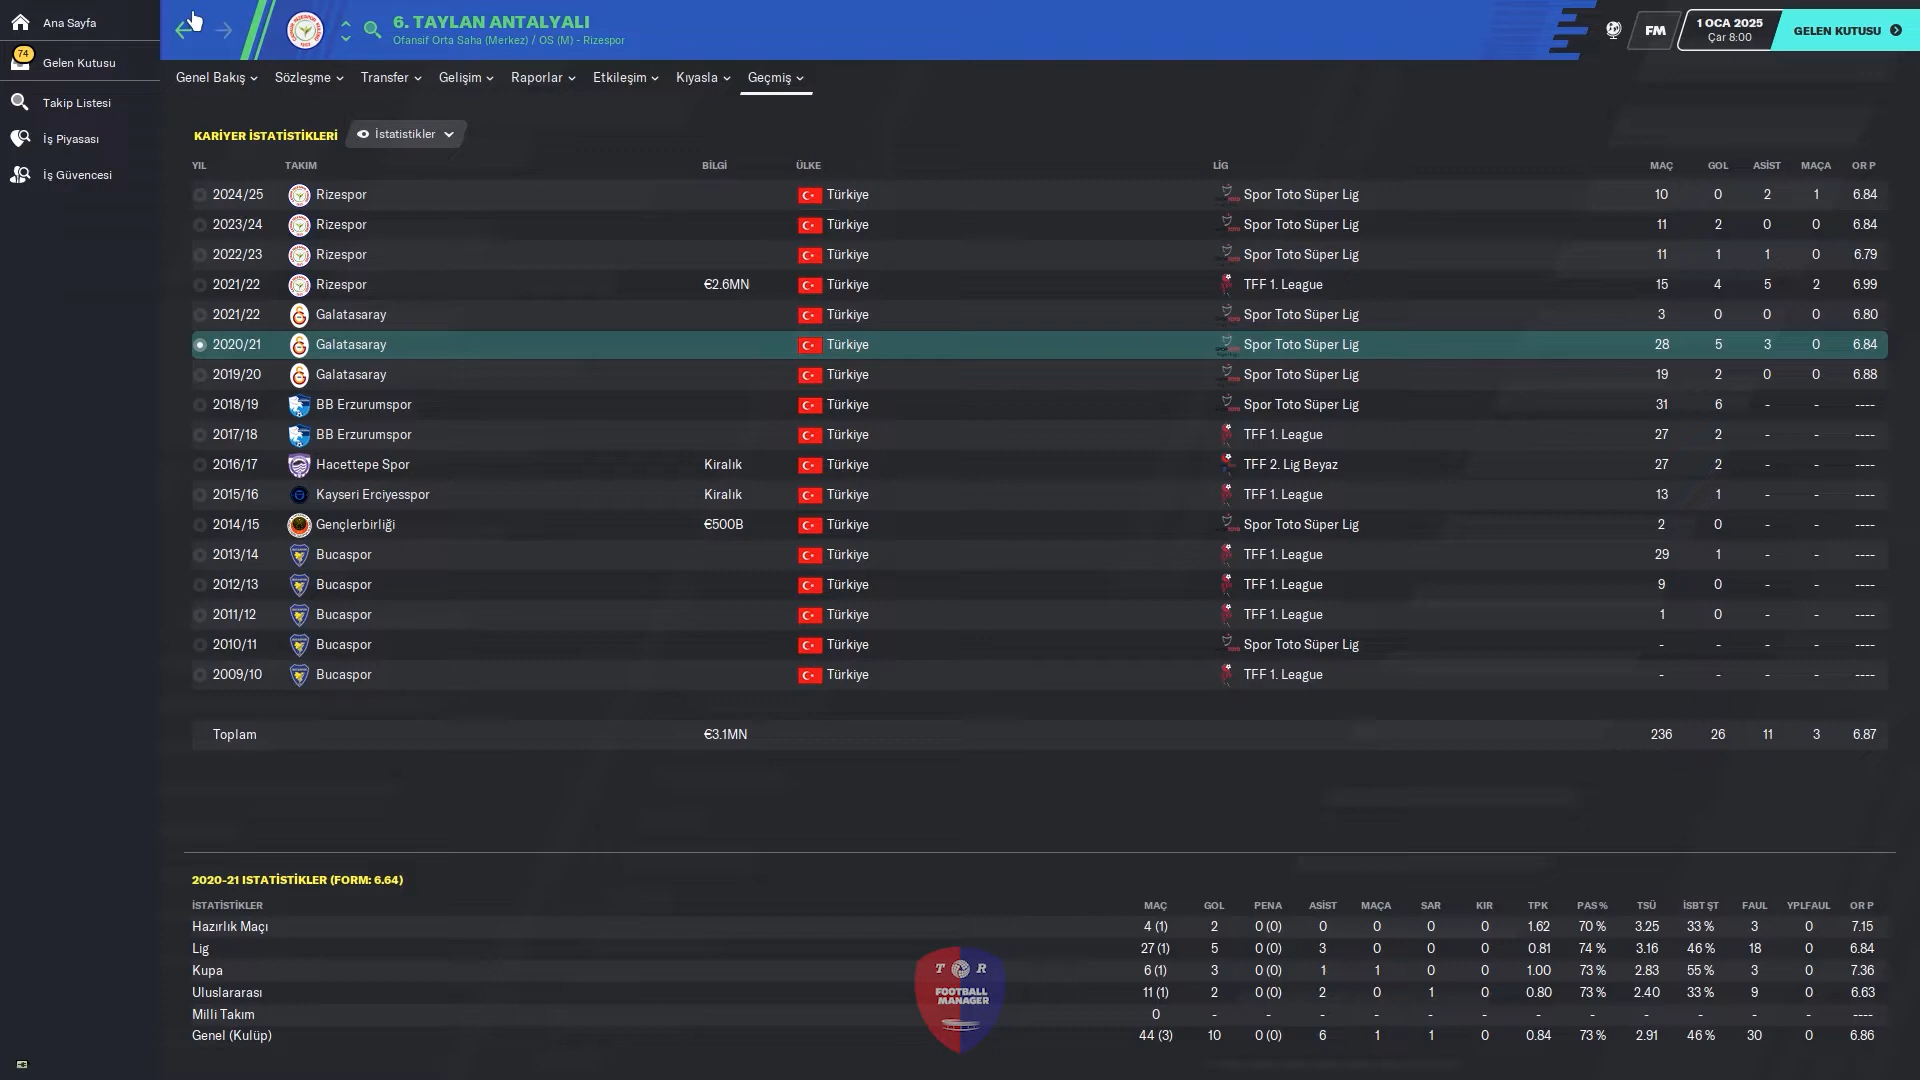 Ana Sayfa
74
Gelen Kutusu
Takip Listesi
İş Piyasası
İş Güvencesi
6. TAYLAN ANTALYALI
Ofansif Orta Saha (Merkez) / OS (M) - Rizespor
FM
1 OCA 2025
Çar 8:00
GELEN KUTUSU
Genel Bakış Sözleşme Transfer Gelişim Raporlar Etkileşim Kıyasla Geçmiş
KARİYER İSTATİSTİKLERİ İstatistikler
YIL TAKIM BİLGİ ÜLKE LİG MAÇ GOL ASİST MAÇA OR P
2024/25 Rizespor Türkiye Spor Toto Süper Lig 10 0 2 1 6.84
2023/24 Rizespor Türkiye Spor Toto Süper Lig 11 2 0 0 6.84
2022/23 Rizespor Türkiye Spor Toto Süper Lig 11 1 1 0 6.79
2021/22 Rizespor €2.6MN Türkiye TFF 1. League 15 4 5 2 6.99
2021/22 Galatasaray Türkiye Spor Toto Süper Lig 3 0 0 0 6.80
2020/21 Galatasaray Türkiye Spor Toto Süper Lig 28 5 3 0 6.84
2019/20 Galatasaray Türkiye Spor Toto Süper Lig 19 2 0 0 6.88
2018/19 BB Erzurumspor Türkiye Spor Toto Süper Lig 31 6 - - ----
2017/18 BB Erzurumspor Türkiye TFF 1. League 27 2 - - ----
2016/17 Hacettepe Spor Kiralık Türkiye TFF 2. Lig Beyaz 27 2 - - ----
2015/16 Kayseri Erciyesspor Kiralık Türkiye TFF 1. League 13 1 - - ----
2014/15 Gençlerbirliği €500B Türkiye Spor Toto Süper Lig 2 0 - - ----
2013/14 Bucaspor Türkiye TFF 1. League 29 1 - - ----
2012/13 Bucaspor Türkiye TFF 1. League 9 0 - - ----
2011/12 Bucaspor Türkiye TFF 1. League 1 0 - - ----
2010/11 Bucaspor Türkiye Spor Toto Süper Lig - - - - ----
2009/10 Bucaspor Türkiye TFF 1. League - - - - ----
Toplam €3.1MN 236 26 11 3 6.87
2020-21 ISTATİSTİKLER (FORM: 6.64)
İSTATİSTİKLER MAÇ GOL PENA ASİST MAÇA SAR KIR TPK PAS % TSÜ İSBT ŞT FAUL YPLFAUL OR P
Hazırlık Maçı 4 (1) 2 0 (0) 0 0 0 0 1.62 70 % 3.25 33 % 3 0 7.15
Lig 27 (1) 5 0 (0) 3 0 0 0 0.81 74 % 3.16 46 % 18 0 6.84
Kupa 6 (1) 3 0 (0) 1 1 0 0 1.00 73 % 2.83 55 % 3 0 7.36
Uluslararası 11 (1) 2 0 (0) 2 0 1 0 0.80 73 % 2.40 33 % 9 0 6.63
Milli Takım 0 - - - - - - - - - - - - ----
Genel (Kulüp) 44 (3) 10 0 (0) 6 1 1 0 0.84 73 % 2.91 46 % 30 0 6.86
T R
FOOTBALL
MANAGER